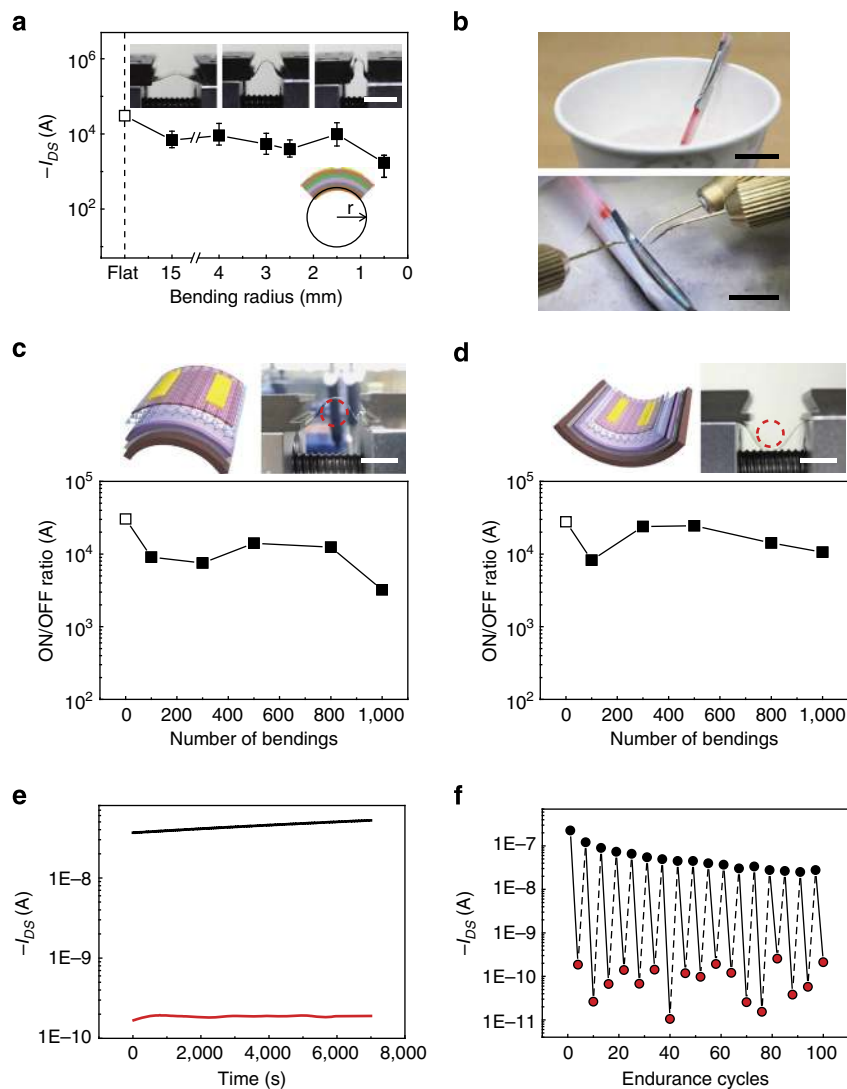 a
−I_DS (A)
10^6
10^4
10^2
r
Flat 15 4 3 2 1 0
Bending radius (mm)
b
c
ON/OFF ratio (A)
10^5
10^4
10^3
10^2
0 200 400 600 800 1,000
Number of bendings
d
ON/OFF ratio (A)
10^5
10^4
10^3
10^2
0 200 400 600 800 1,000
Number of bendings
e
−I_DS (A)
1E−8
1E−9
1E−10
0 2,000 4,000 6,000 8,000
Time (s)
f
−I_DS (A)
1E−7
1E−8
1E−9
1E−10
1E−11
0 20 40 60 80 100
Endurance cycles